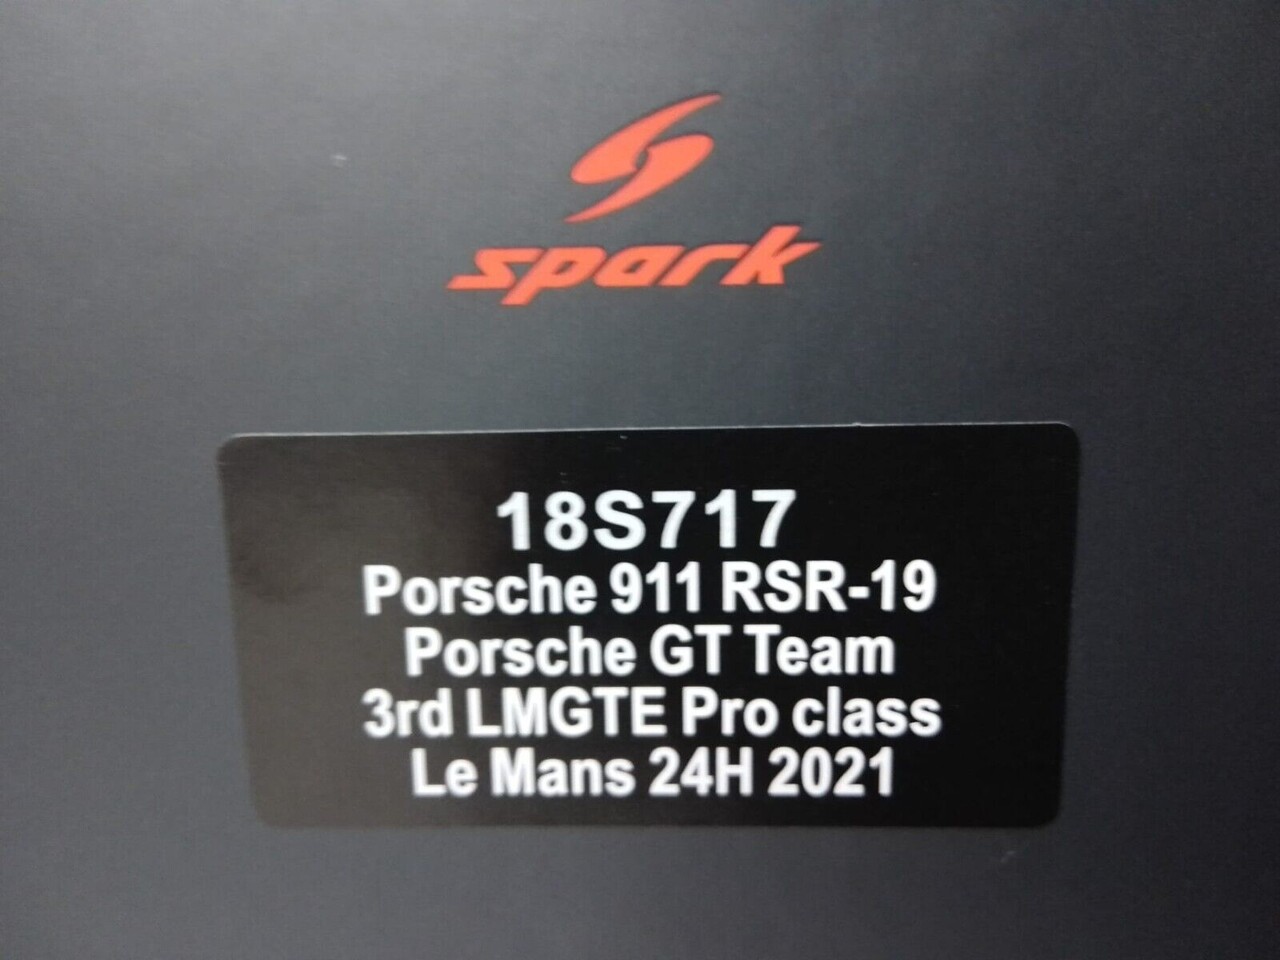 spark
18S717
Porsche 911 RSR-19
Porsche GT Team
3rd LMGTE Pro class
Le Mans 24H 2021